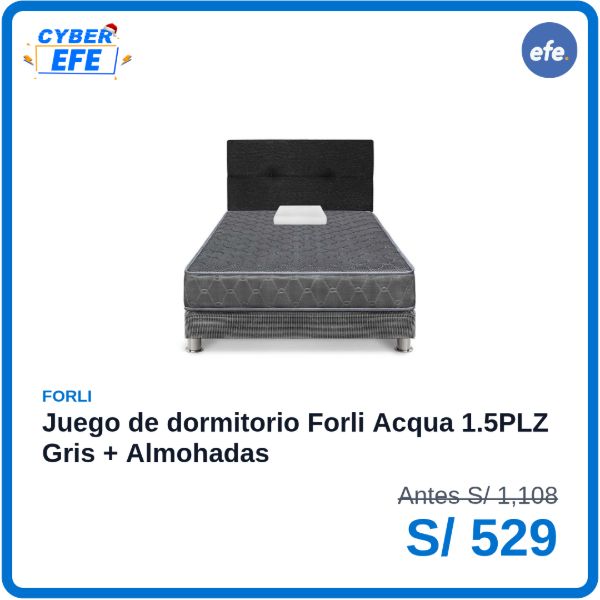 CYBER
EFE
efe.
FORLI
Juego de dormitorio Forli Acqua 1.5PLZ
Gris + Almohadas
Antes S/ 1,108
S/ 529